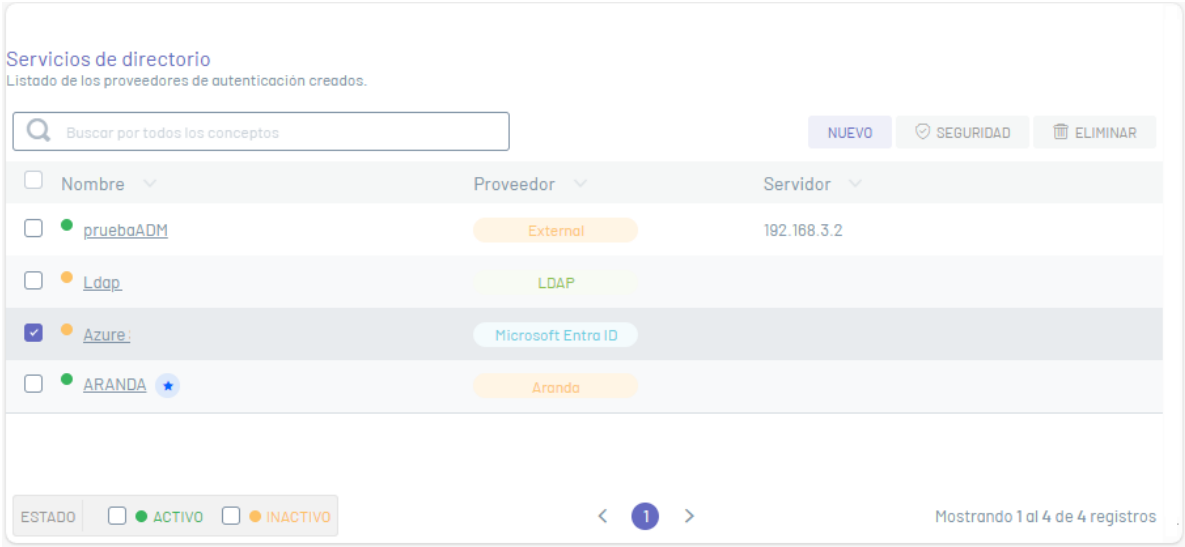 Servicios de directorio
Listado de los proveedores de autenticación creados.
Buscar por todos los conceptos NUEVO SEGURIDAD ELIMINAR
Nombre Proveedor Servidor
pruebaADM External 192.168.3.2
Ldap LDAP
Azure Microsoft Entra ID
ARANDA Aranda
ESTADO ACTIVO INACTIVO 1 Mostrando 1 al 4 de 4 registros